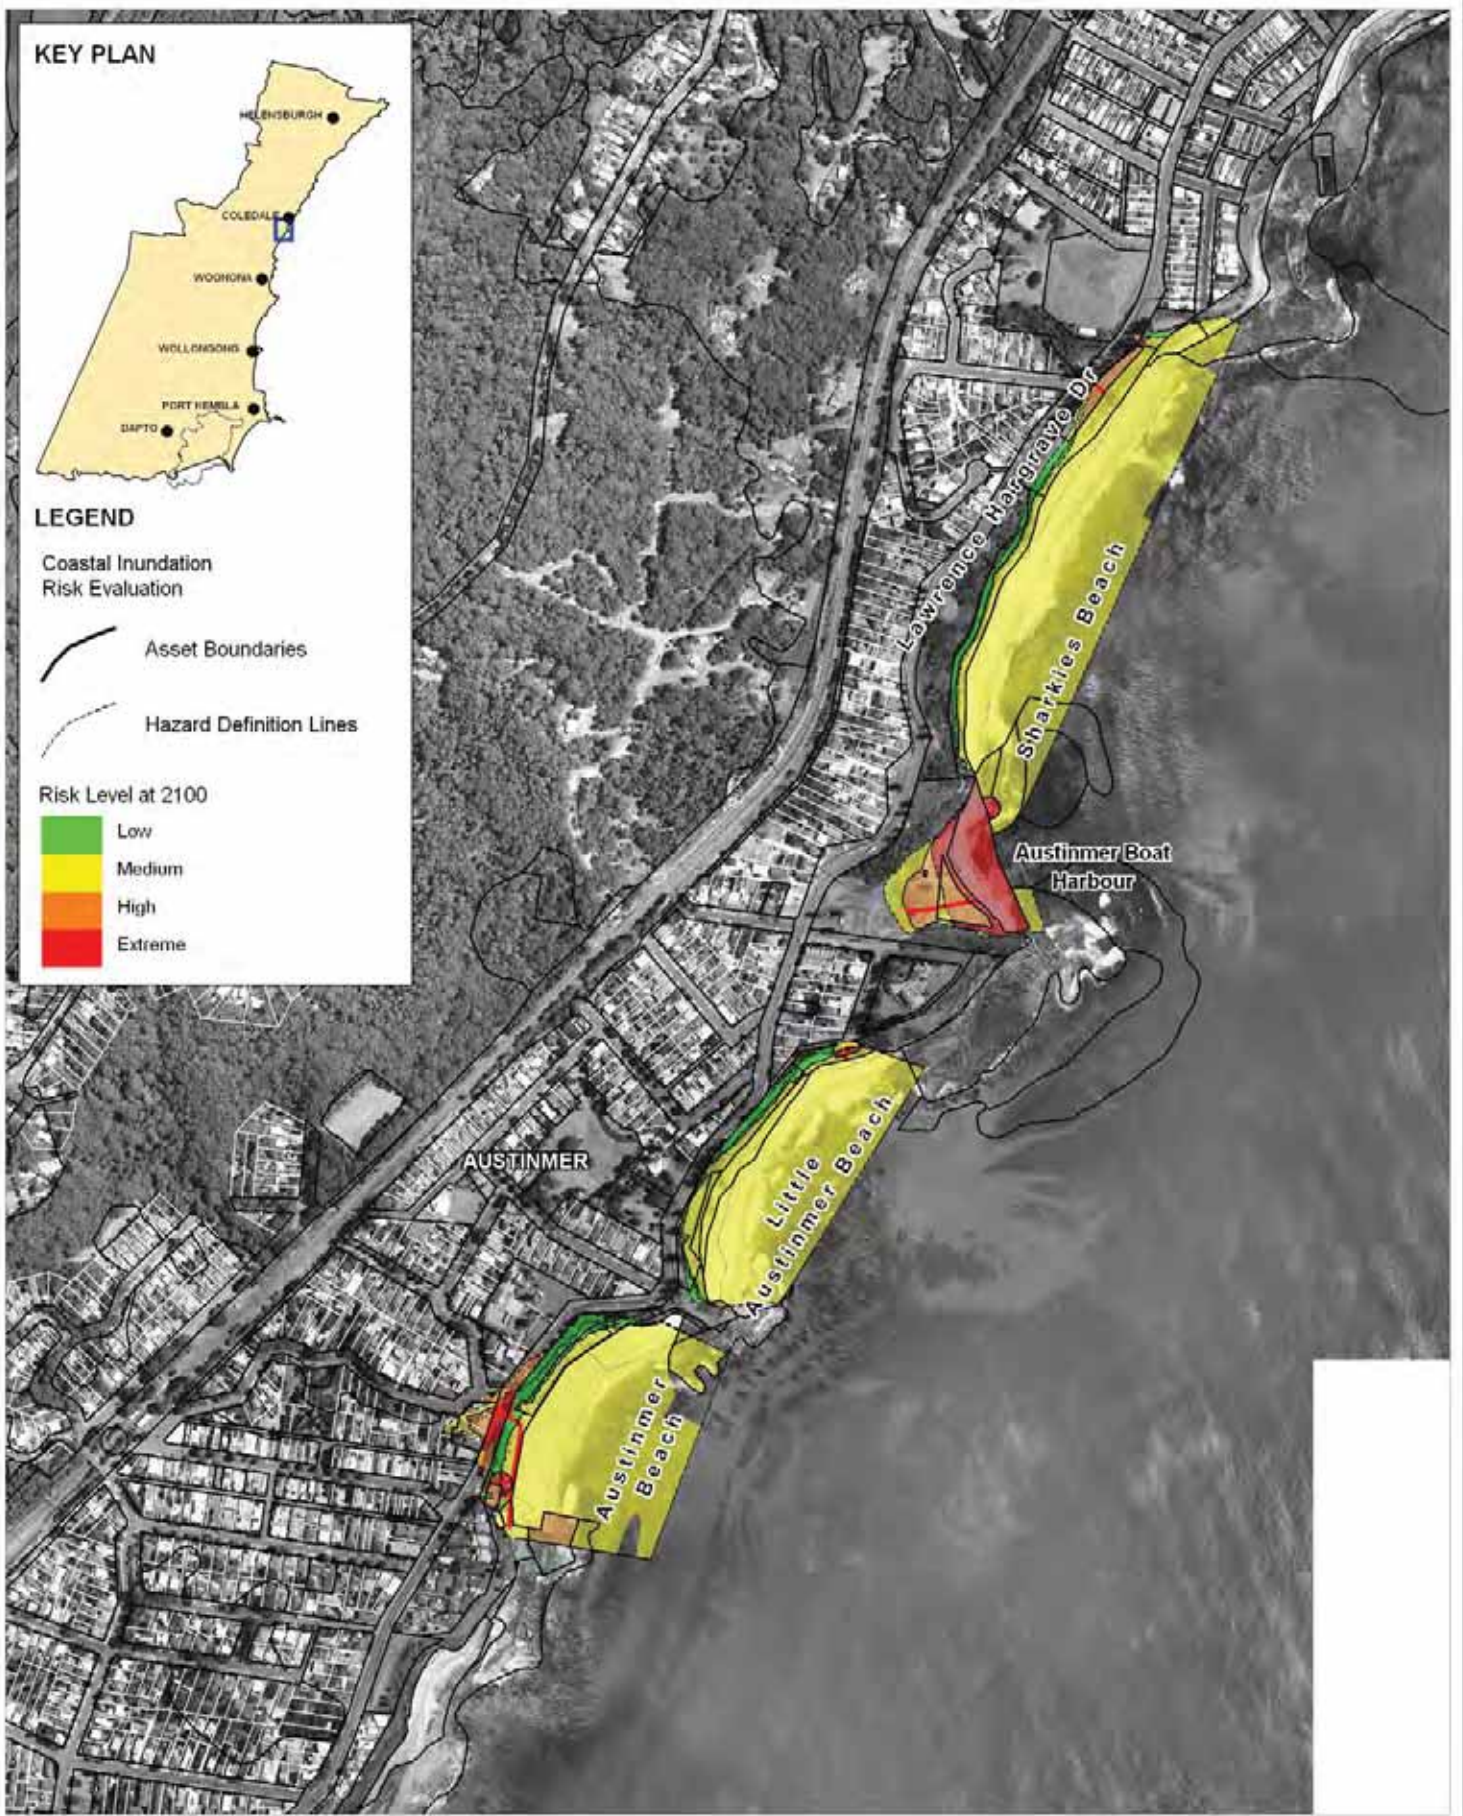 KEY PLAN
HELENSBURGH
COLEDALE
WOONONA
WOLLONGONG
PORT KEMBLA
DAPTO
LEGEND
Coastal Inundation
Risk Evaluation
Asset Boundaries
Hazard Definition Lines
Risk Level at 2100
Low
Medium
High
Extreme
Lawrence Hargrave Dr
Sharkies Beach
Austinmer Boat
Harbour
Little
Austinmer Beach
AUSTINMER
Austinmer
Beach